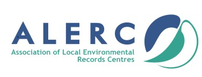 ALERC
Association of Local Environmental
Records Centres